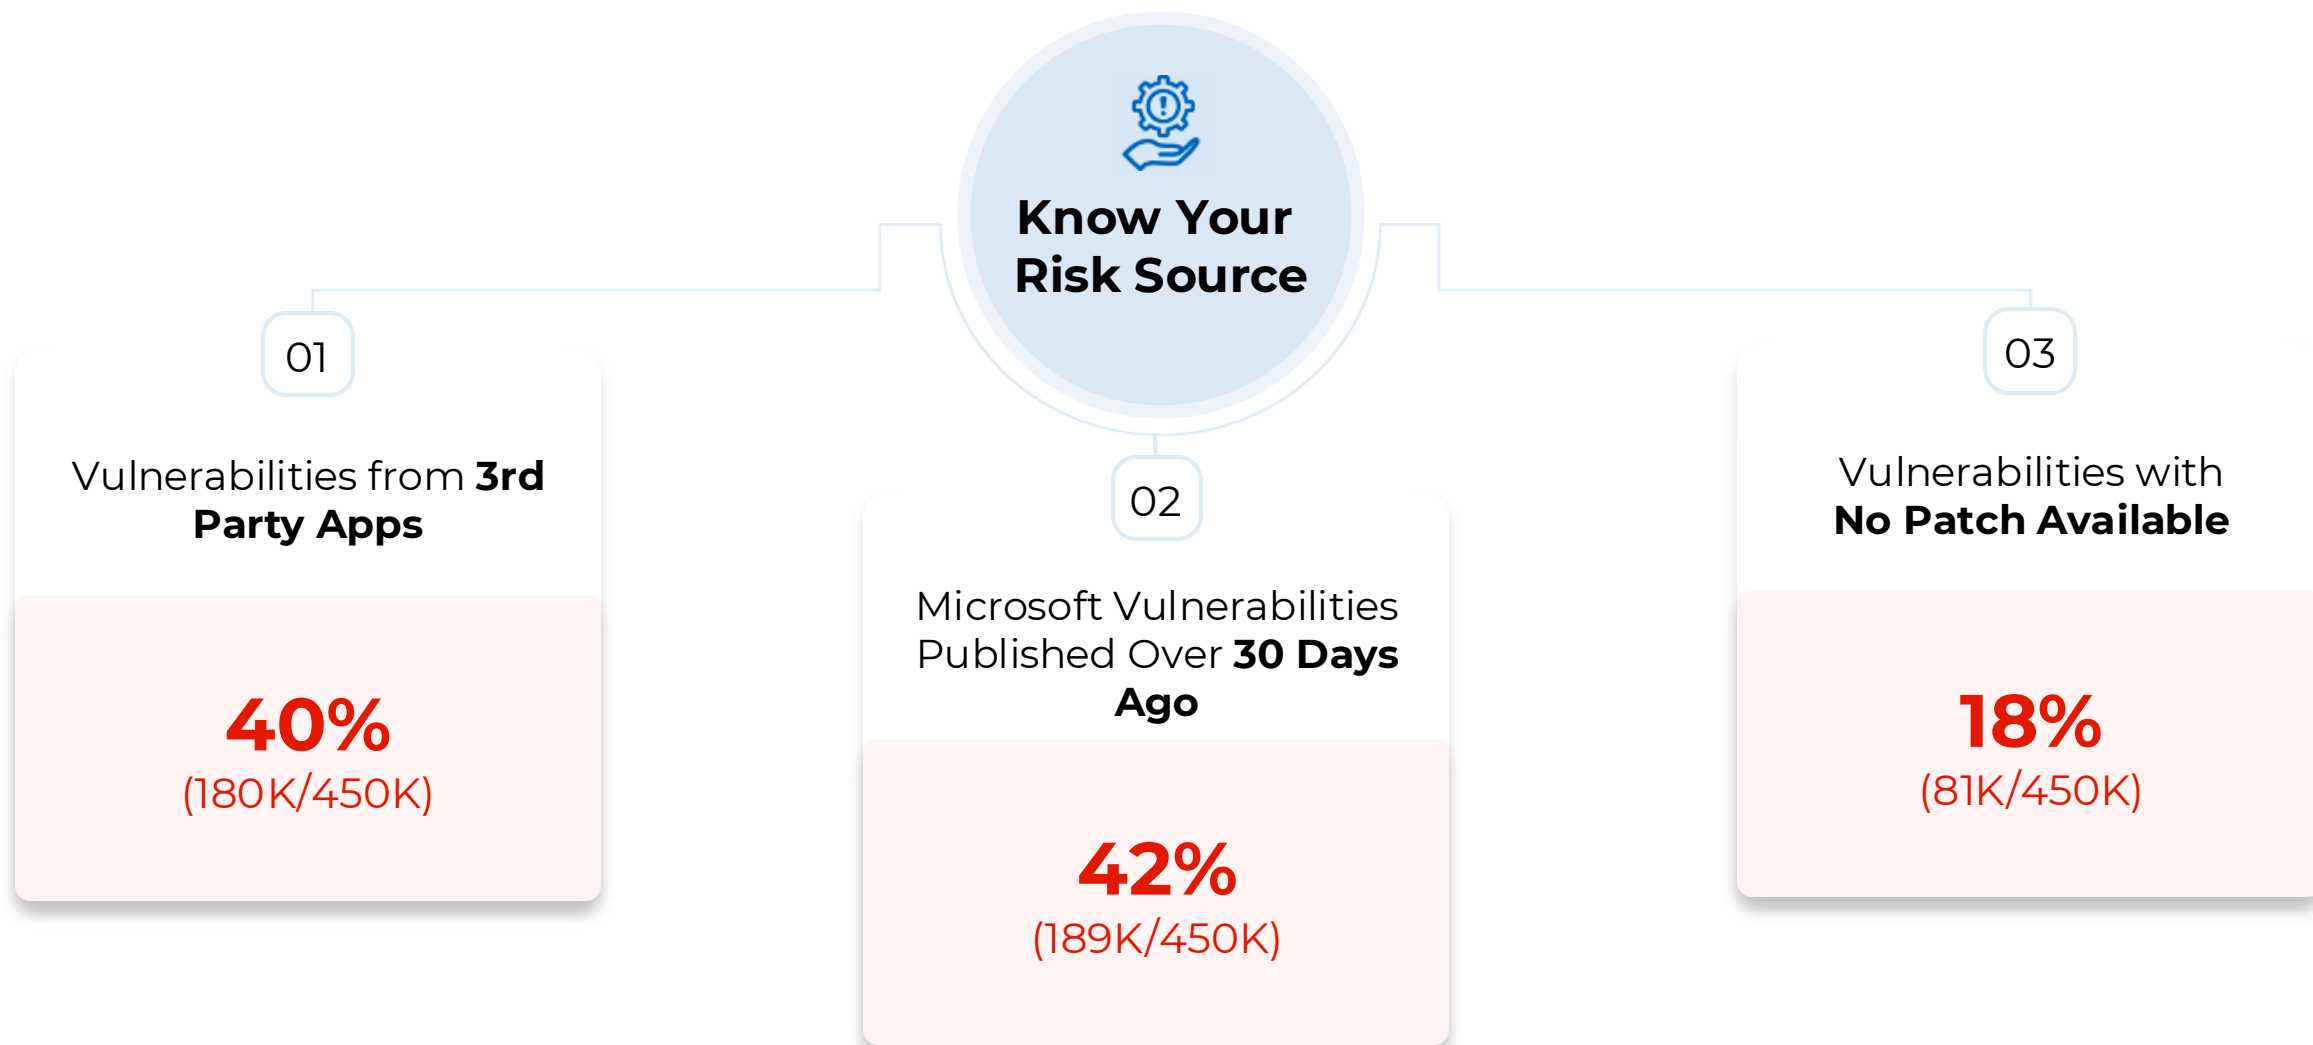 Know Your
Risk Source
01
Vulnerabilities from 3rd
Party Apps
40%
(180K/450K)
02
Microsoft Vulnerabilities
Published Over 30 Days
Ago
42%
(189K/450K)
03
Vulnerabilities with
No Patch Available
18%
(81K/450K)